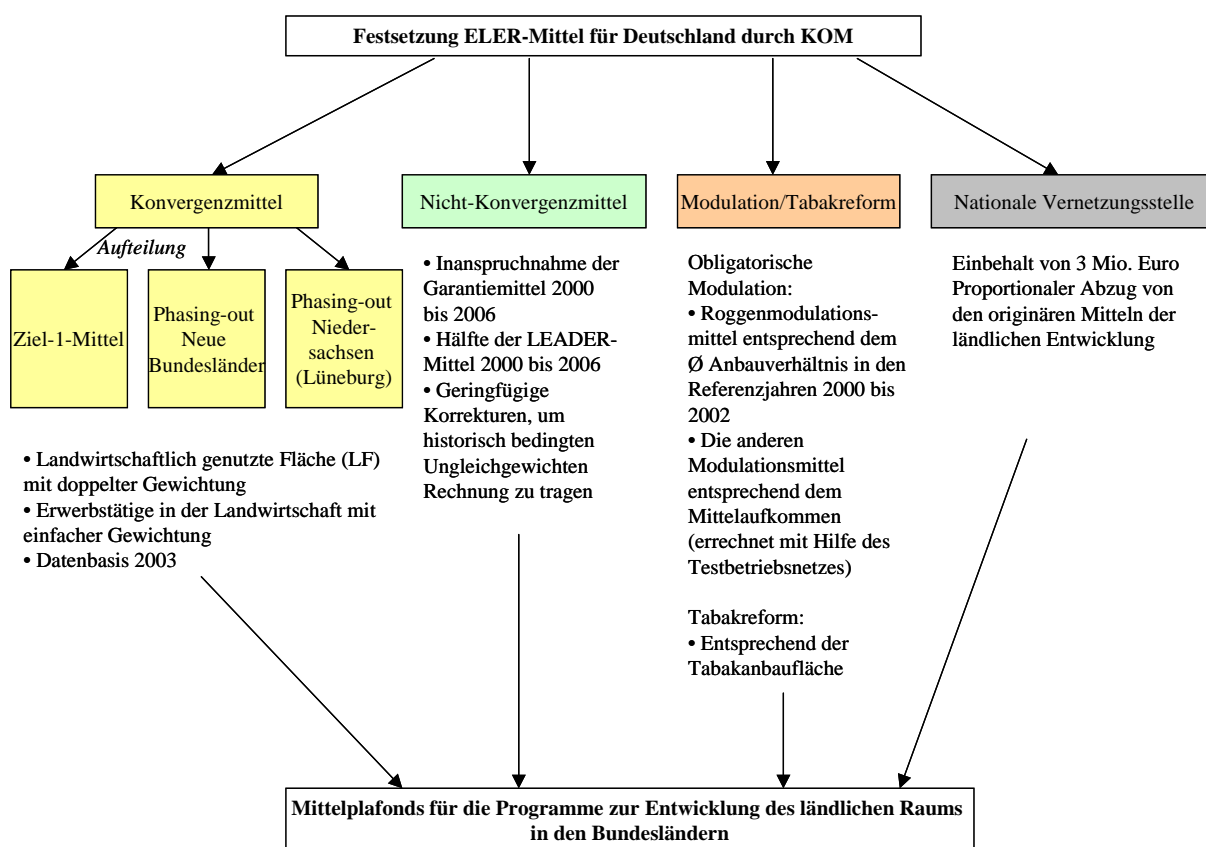 Festsetzung ELER-Mittel für Deutschland durch KOM
Konvergenzmittel
Aufteilung
Ziel-1-Mittel
Phasing-out
Neue
Bundesländer
Phasing-out
Nieder-
sachsen
(Lüneburg)
• Landwirtschaftlich genutzte Fläche (LF)
mit doppelter Gewichtung
• Erwerbstätige in der Landwirtschaft mit
einfacher Gewichtung
• Datenbasis 2003
Nicht-Konvergenzmittel
• Inanspruchnahme der
Garantiemittel 2000
bis 2006
• Hälfte der LEADER-
Mittel 2000 bis 2006
• Geringfügige
Korrekturen, um
historisch bedingten
Ungleichgewichten
Rechnung zu tragen
Modulation/Tabakreform
Obligatorische
Modulation:
• Roggenmodulations-
mittel entsprechend dem
Ø Anbauverhältnis in den
Referenzjahren 2000 bis
2002
• Die anderen
Modulationsmittel
entsprechend dem
Mittelaufkommen
(errechnet mit Hilfe des
Testbetriebsnetzes)
Tabakreform:
• Entsprechend der
Tabakanbaufläche
Nationale Vernetzungsstelle
Einbehalt von 3 Mio. Euro
Proportionaler Abzug von
den originären Mitteln der
ländlichen Entwicklung
Mittelplafonds für die Programme zur Entwicklung des ländlichen Raums
in den Bundesländern